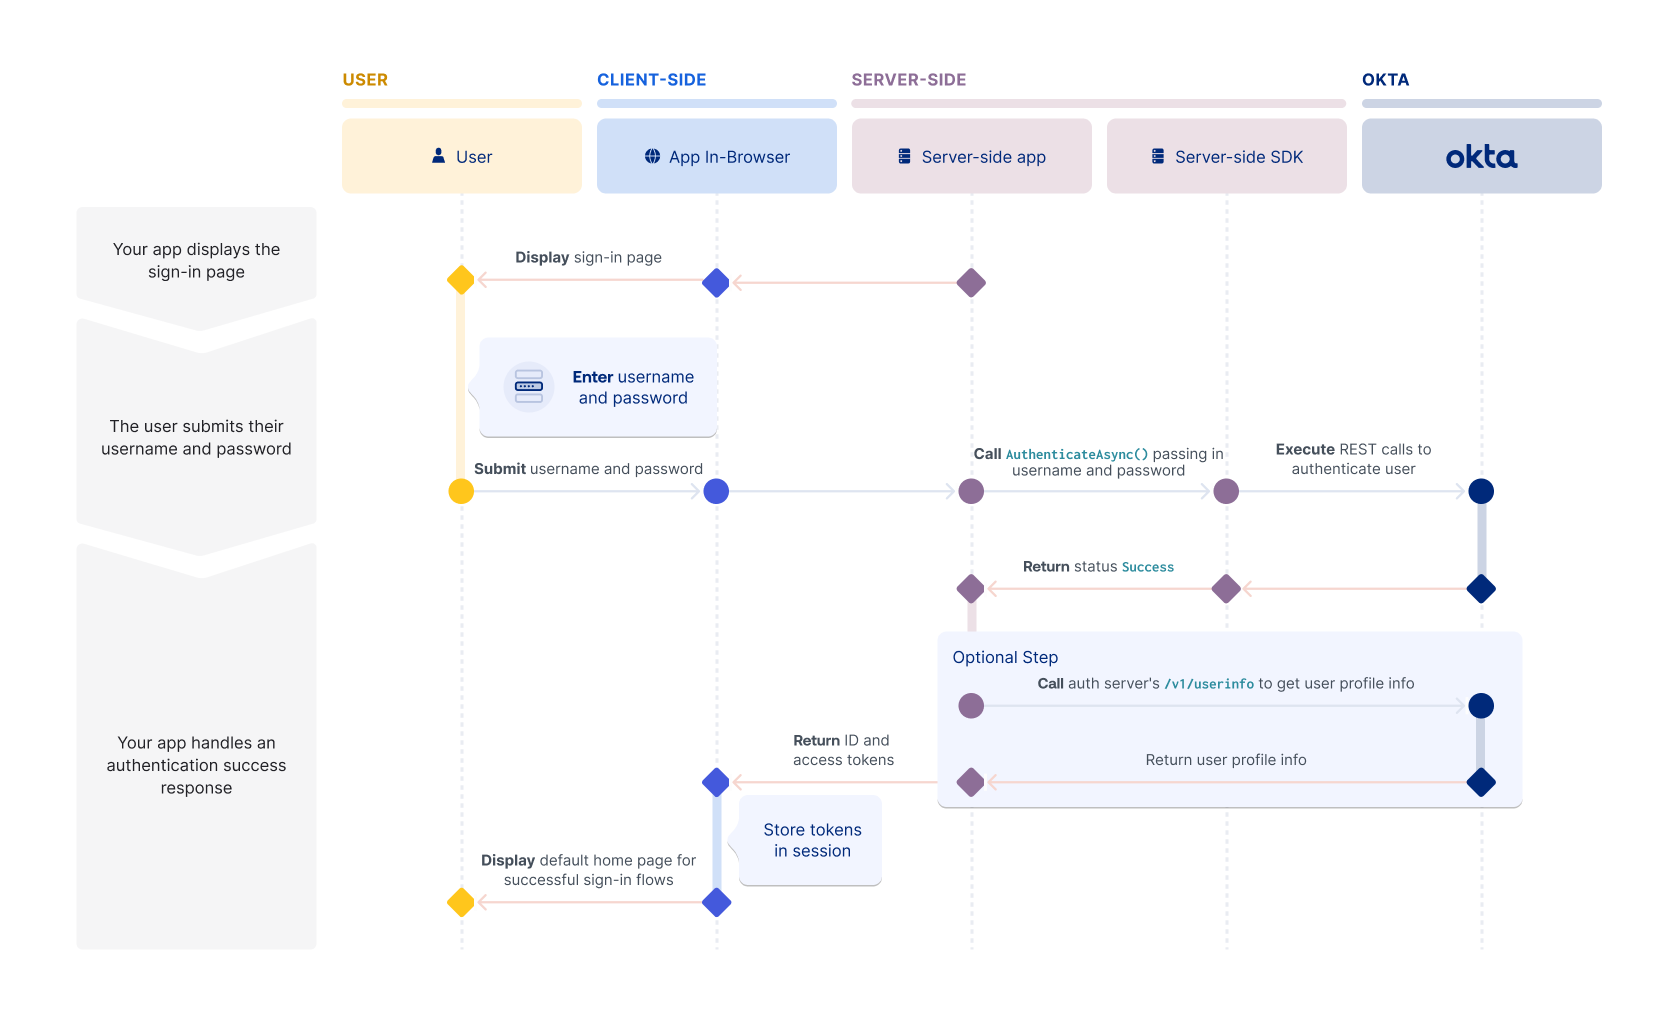 USER
CLIENT-SIDE
SERVER-SIDE
OKTA
User
App In-Browser
Server-side app
Server-side SDK
okta
Your app displays the
sign-in page
Display sign-in page
Enter username
and password
The user submits their
username and password
Submit username and password
Call AuthenticateAsync() passing in
username and password
Execute REST calls to
authenticate user
Return status Success
Optional Step
Call auth server's /v1/userinfo to get user profile info
Return user profile info
Your app handles an
authentication success
response
Return ID and
access tokens
Store tokens
in session
Display default home page for
successful sign-in flows